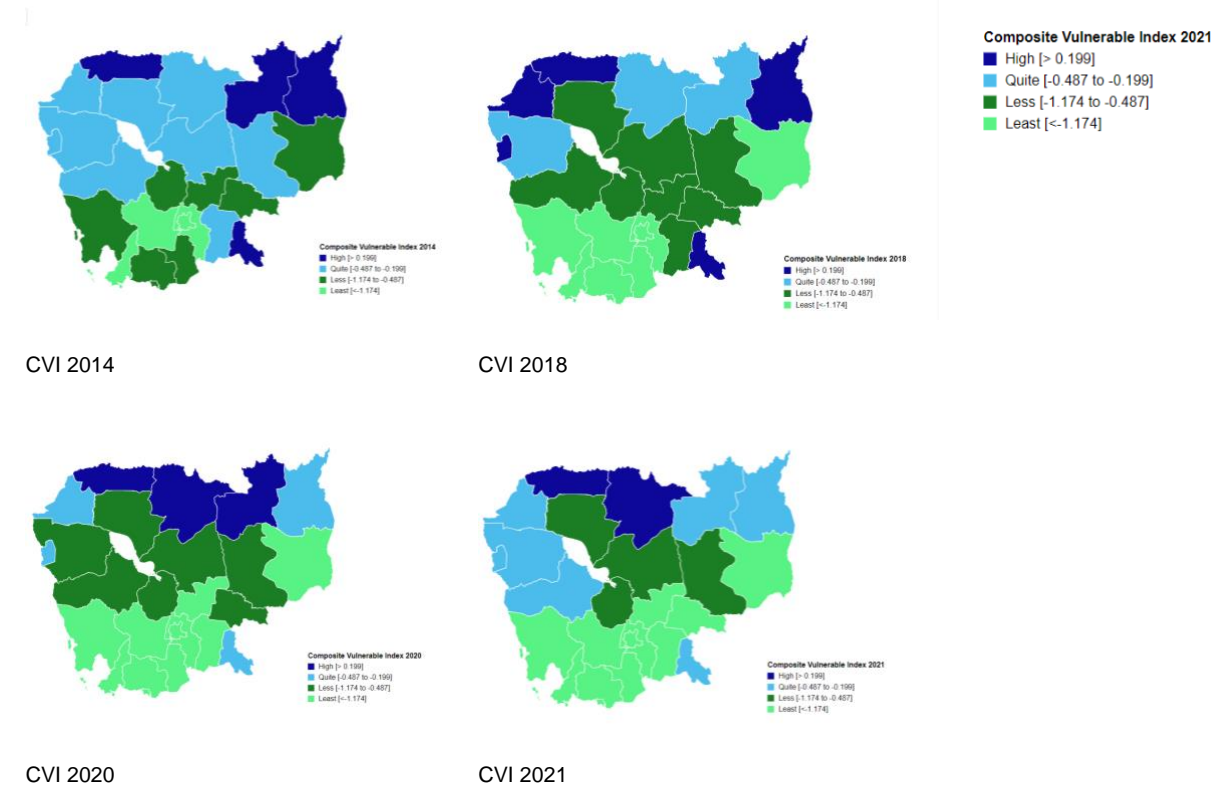 Composite Vulnerable Index 2021
High [> 0.199]
Quite [-0.487 to -0.199]
Less [-1.174 to -0.487]
Least [<-1.174]
Composite Vulnerable Index 2014
High [> 0.199]
Quite [-0.487 to -0.199]
Less [-1.174 to -0.487]
Least [<-1.174]
Composite Vulnerable Index 2018
High [> 0.199]
Quite [-0.487 to -0.199]
Less [-1.174 to -0.487]
Least [<-1.174]
CVI 2014
CVI 2018
Composite Vulnerable Index 2020
High [> 0.199]
Quite [-0.487 to -0.199]
Less [-1.174 to -0.487]
Least [<-1.174]
Composite Vulnerable Index 2021
High [> 0.199]
Quite [-0.487 to -0.199]
Less [-1.174 to -0.487]
Least [<-1.174]
CVI 2020
CVI 2021